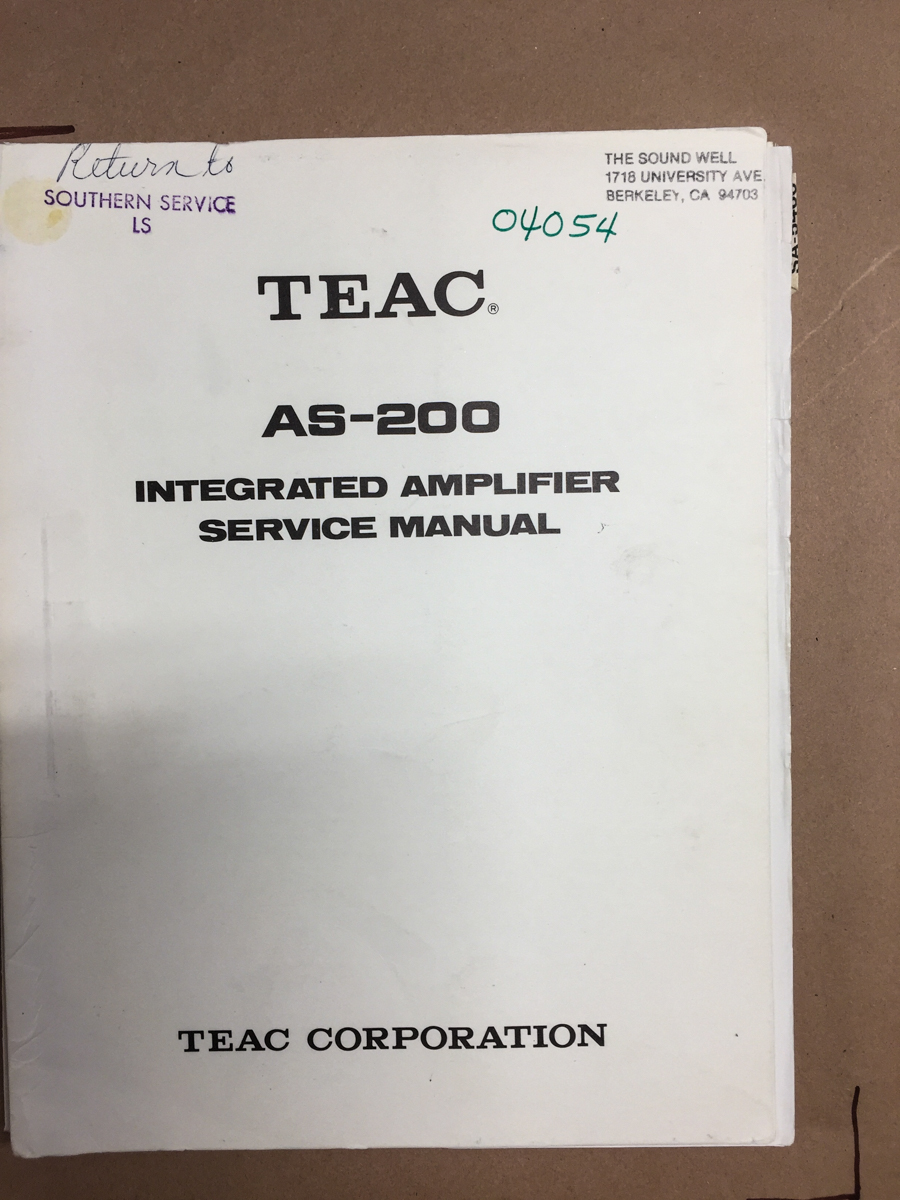 Return to
SOUTHERN SERVICE
LS
THE SOUND WELL
1718 UNIVERSITY AVE.
BERKELEY, CA 94703
04054
TEAC®
AS-200
INTEGRATED AMPLIFIER
SERVICE MANUAL
TEAC CORPORATION